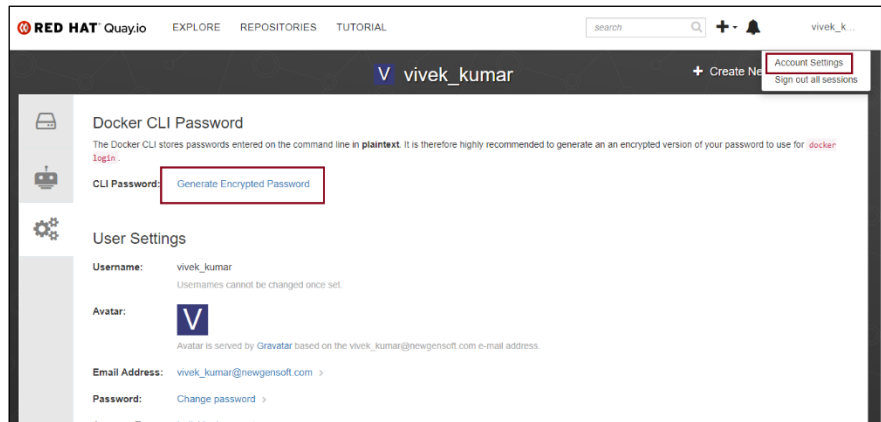 RED HAT Quay.io EXPLORE REPOSITORIES TUTORIAL search vivek_k...
Account Settings
Sign out all sessions
V vivek_kumar + Create Ne
Docker CLI Password
The Docker CLI stores passwords entered on the command line in plaintext. It is therefore highly recommended to generate an an encrypted version of your password to use for docker
login .
CLI Password: Generate Encrypted Password
User Settings
Username: vivek_kumar
Usernames cannot be changed once set.
Avatar: V
Avatar is served by Gravatar based on the vivek_kumar@newgensoft.com e-mail address.
Email Address: vivek_kumar@newgensoft.com >
Password: Change password >